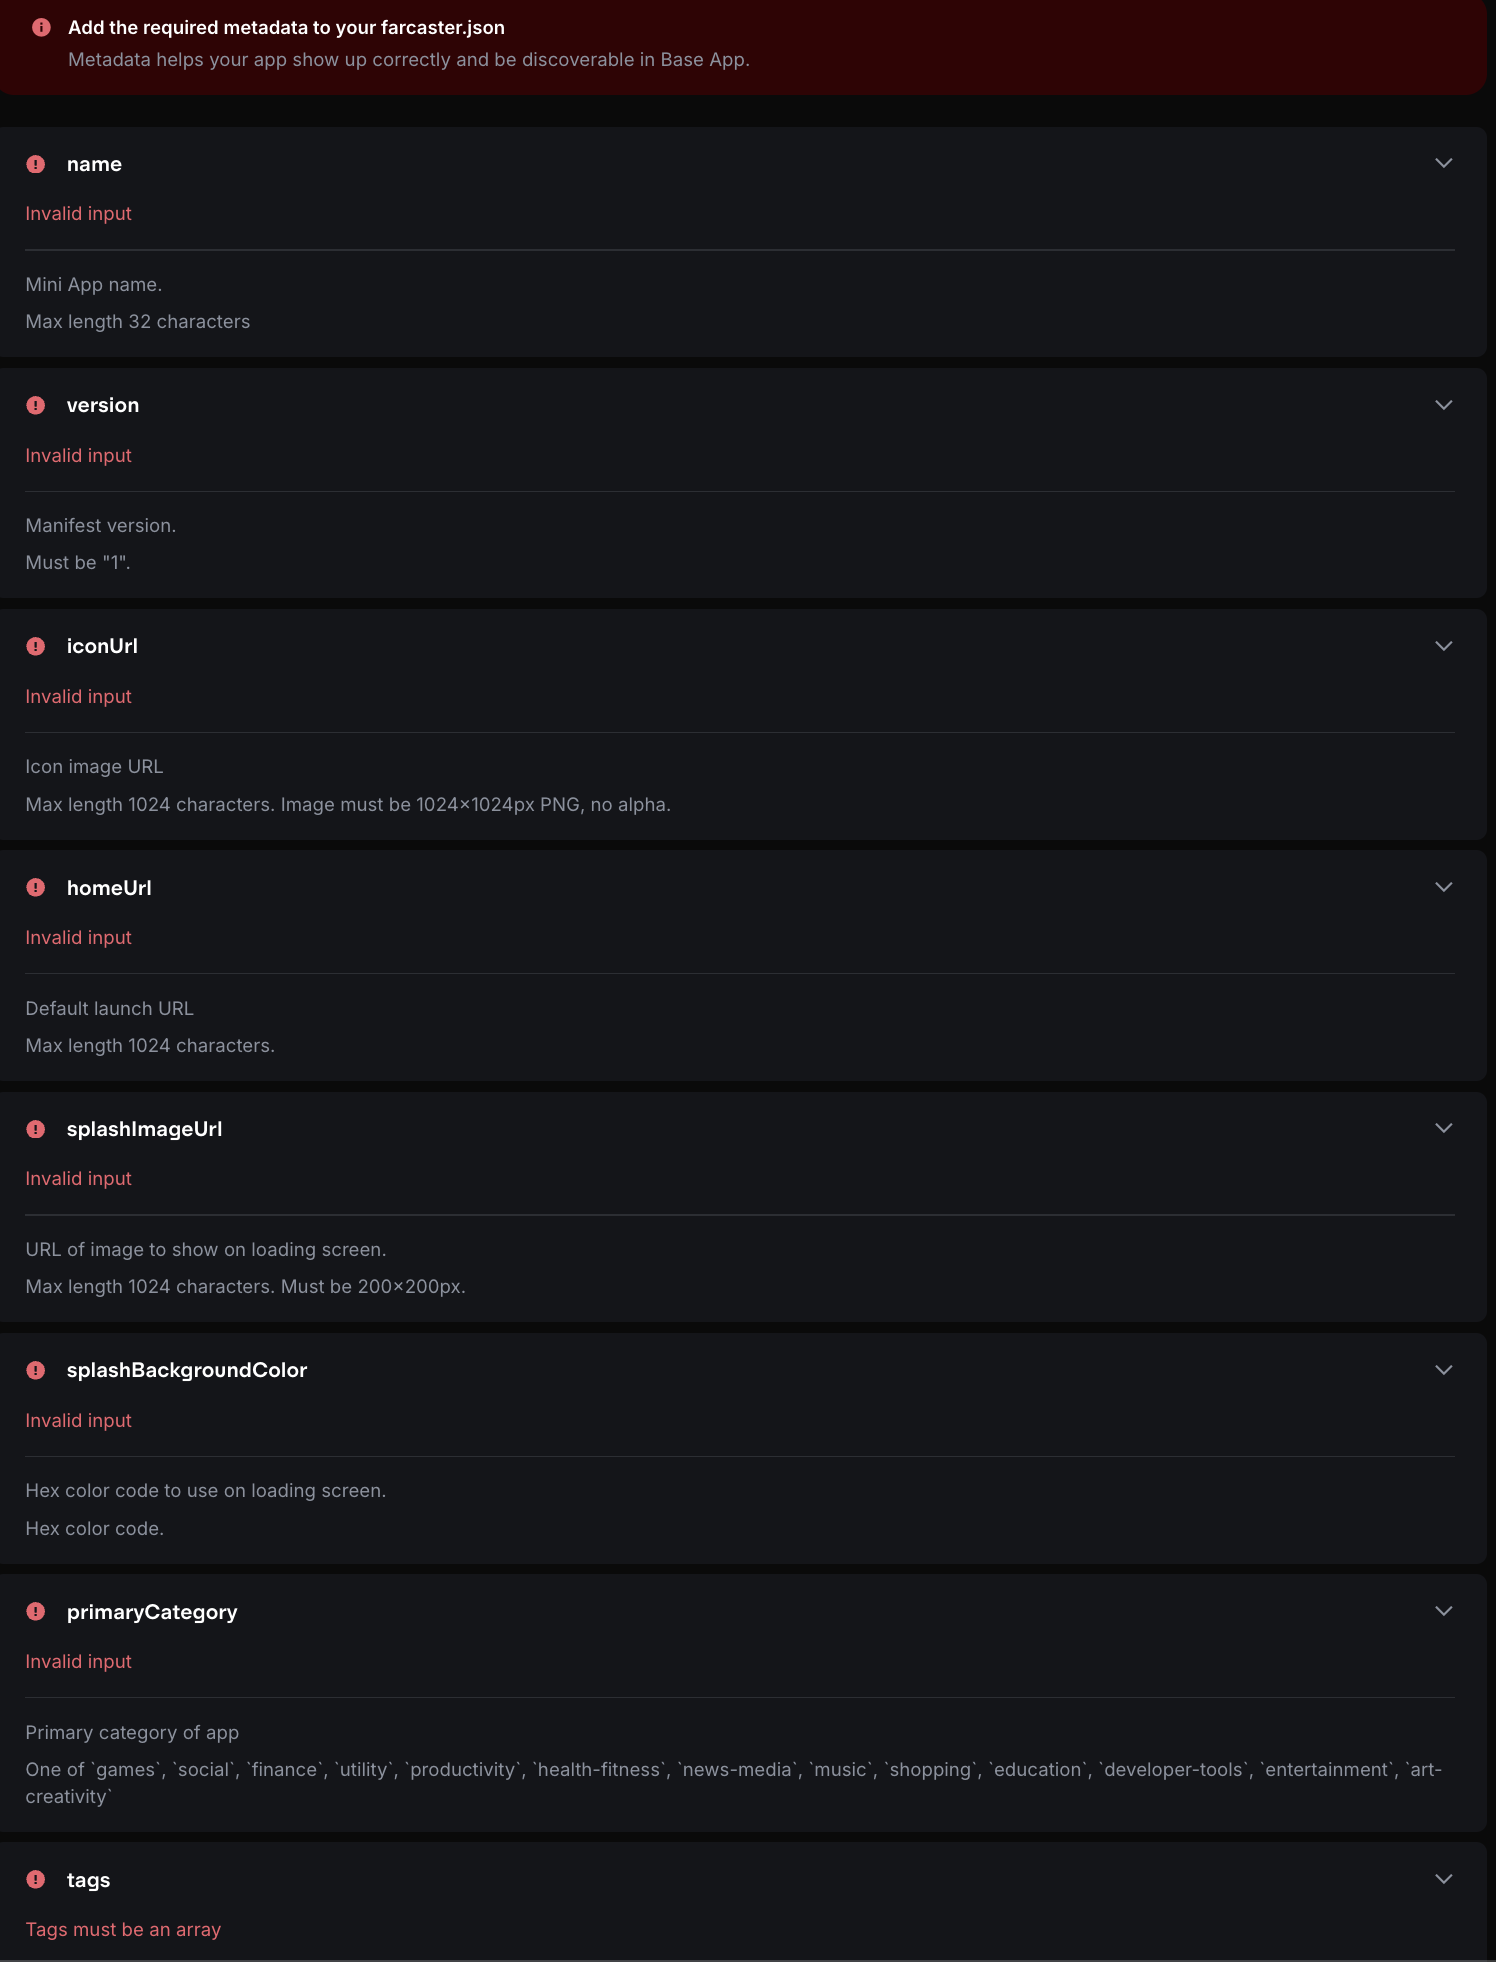 Add the required metadata to your farcaster.json
Metadata helps your app show up correctly and be discoverable in Base App.
name
Invalid input
Mini App name.
Max length 32 characters
version
Invalid input
Manifest version.
Must be "1".
iconUrl
Invalid input
Icon image URL
Max length 1024 characters. Image must be 1024×1024px PNG, no alpha.
homeUrl
Invalid input
Default launch URL
Max length 1024 characters.
splashImageUrl
Invalid input
URL of image to show on loading screen.
Max length 1024 characters. Must be 200×200px.
splashBackgroundColor
Invalid input
Hex color code to use on loading screen.
Hex color code.
primaryCategory
Invalid input
Primary category of app
One of `games`, `social`, `finance`, `utility`, `productivity`, `health-fitness`, `news-media`, `music`, `shopping`, `education`, `developer-tools`, `entertainment`, `art-
creativity`
tags
Tags must be an array